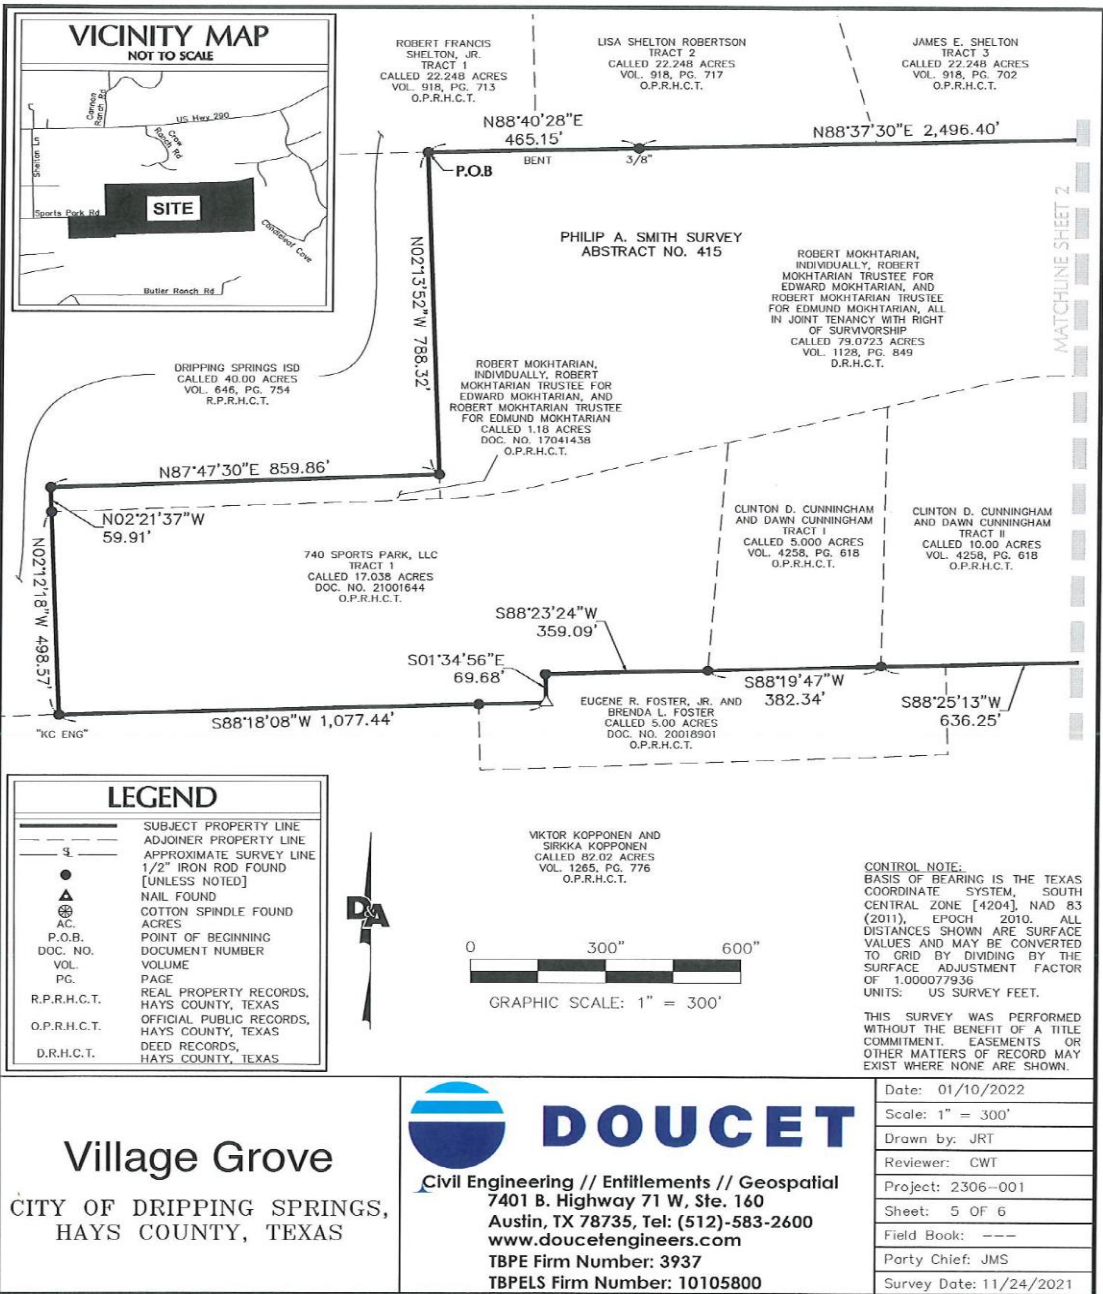 VICINITY MAP
NOT TO SCALE
Cannon
Ranch Rd
US Hwy 290
Shelton Ln
Crow
Ranch Rd
SITE
Sports Park Rd
Candleleaf Cove
Butler Ranch Rd
ROBERT FRANCIS
SHELTON, JR.
TRACT 1
CALLED 22.248 ACRES
VOL. 918, PG. 713
O.P.R.H.C.T.
LISA SHELTON ROBERTSON
TRACT 2
CALLED 22.248 ACRES
VOL. 918, PG. 717
O.P.R.H.C.T.
JAMES E. SHELTON
TRACT 3
CALLED 22.248 ACRES
VOL. 918, PG. 702
O.P.R.H.C.T.
N88°40'28"E
465.15'
N88°37'30"E 2,496.40'
BENT
3/8"
P.O.B
MATCHLINE SHEET 2
PHILIP A. SMITH SURVEY
ABSTRACT NO. 415
N02°13'52"W 788.32'
ROBERT MOKHTARIAN,
INDIVIDUALLY, ROBERT
MOKHTARIAN TRUSTEE FOR
EDWARD MOKHTARIAN, AND
ROBERT MOKHTARIAN TRUSTEE
FOR EDMUND MOKHTARIAN, ALL
IN JOINT TENANCY WITH RIGHT
OF SURVIVORSHIP
CALLED 79.0723 ACRES
VOL. 1128, PG. 849
D.R.H.C.T.
DRIPPING SPRINGS ISD
CALLED 40.00 ACRES
VOL. 646, PG. 754
R.P.R.H.C.T.
ROBERT MOKHTARIAN,
INDIVIDUALLY, ROBERT
MOKHTARIAN TRUSTEE FOR
EDWARD MOKHTARIAN, AND
ROBERT MOKHTARIAN TRUSTEE
FOR EDMUND MOKHTARIAN
CALLED 1.18 ACRES
DOC. NO. 17041438
O.P.R.H.C.T.
N87°47'30"E 859.86'
N02°21'37"W
59.91'
N02°12'18"W 498.57'
740 SPORTS PARK, LLC
TRACT 1
CALLED 17.038 ACRES
DOC. NO. 21001644
O.P.R.H.C.T.
CLINTON D. CUNNINGHAM
AND DAWN CUNNINGHAM
TRACT I
CALLED 5.000 ACRES
VOL. 4258, PG. 618
O.P.R.H.C.T.
CLINTON D. CUNNINGHAM
AND DAWN CUNNINGHAM
TRACT II
CALLED 10.00 ACRES
VOL. 4258, PG. 618
O.P.R.H.C.T.
S88°23'24"W
359.09'
S01°34'56"E
69.68'
S88°19'47"W
382.34'
S88°25'13"W
636.25'
S88°18'08"W 1,077.44'
"KC ENG"
EUGENE R. FOSTER, JR. AND
BRENDA L. FOSTER
CALLED 5.00 ACRES
DOC. NO. 20018901
O.P.R.H.C.T.
LEGEND
SUBJECT PROPERTY LINE
ADJOINER PROPERTY LINE
APPROXIMATE SURVEY LINE
1/2" IRON ROD FOUND
[UNLESS NOTED]
NAIL FOUND
COTTON SPINDLE FOUND
AC. ACRES
P.O.B. POINT OF BEGINNING
DOC. NO. DOCUMENT NUMBER
VOL. VOLUME
PG. PAGE
R.P.R.H.C.T. REAL PROPERTY RECORDS,
HAYS COUNTY, TEXAS
O.P.R.H.C.T. OFFICIAL PUBLIC RECORDS,
HAYS COUNTY, TEXAS
D.R.H.C.T. DEED RECORDS,
HAYS COUNTY, TEXAS
D&A
VIKTOR KOPPONEN AND
SIRKKA KOPPONEN
CALLED 82.02 ACRES
VOL. 1265, PG. 776
O.P.R.H.C.T.
0 300" 600"
GRAPHIC SCALE: 1" = 300'
CONTROL NOTE:
BASIS OF BEARING IS THE TEXAS
COORDINATE SYSTEM, SOUTH
CENTRAL ZONE [4204], NAD 83
(2011), EPOCH 2010. ALL
DISTANCES SHOWN ARE SURFACE
VALUES AND MAY BE CONVERTED
TO GRID BY DIVIDING BY THE
SURFACE ADJUSTMENT FACTOR
OF 1.000077936
UNITS: US SURVEY FEET.
THIS SURVEY WAS PERFORMED
WITHOUT THE BENEFIT OF A TITLE
COMMITMENT. EASEMENTS OR
OTHER MATTERS OF RECORD MAY
EXIST WHERE NONE ARE SHOWN.
Village Grove
CITY OF DRIPPING SPRINGS,
HAYS COUNTY, TEXAS
DOUCET
Civil Engineering // Entitlements // Geospatial
7401 B. Highway 71 W, Ste. 160
Austin, TX 78735, Tel: (512)-583-2600
www.doucetengineers.com
TBPE Firm Number: 3937
TBPELS Firm Number: 10105800
Date: 01/10/2022
Scale: 1" = 300'
Drawn by: JRT
Reviewer: CWT
Project: 2306-001
Sheet: 5 OF 6
Field Book: ---
Party Chief: JMS
Survey Date: 11/24/2021